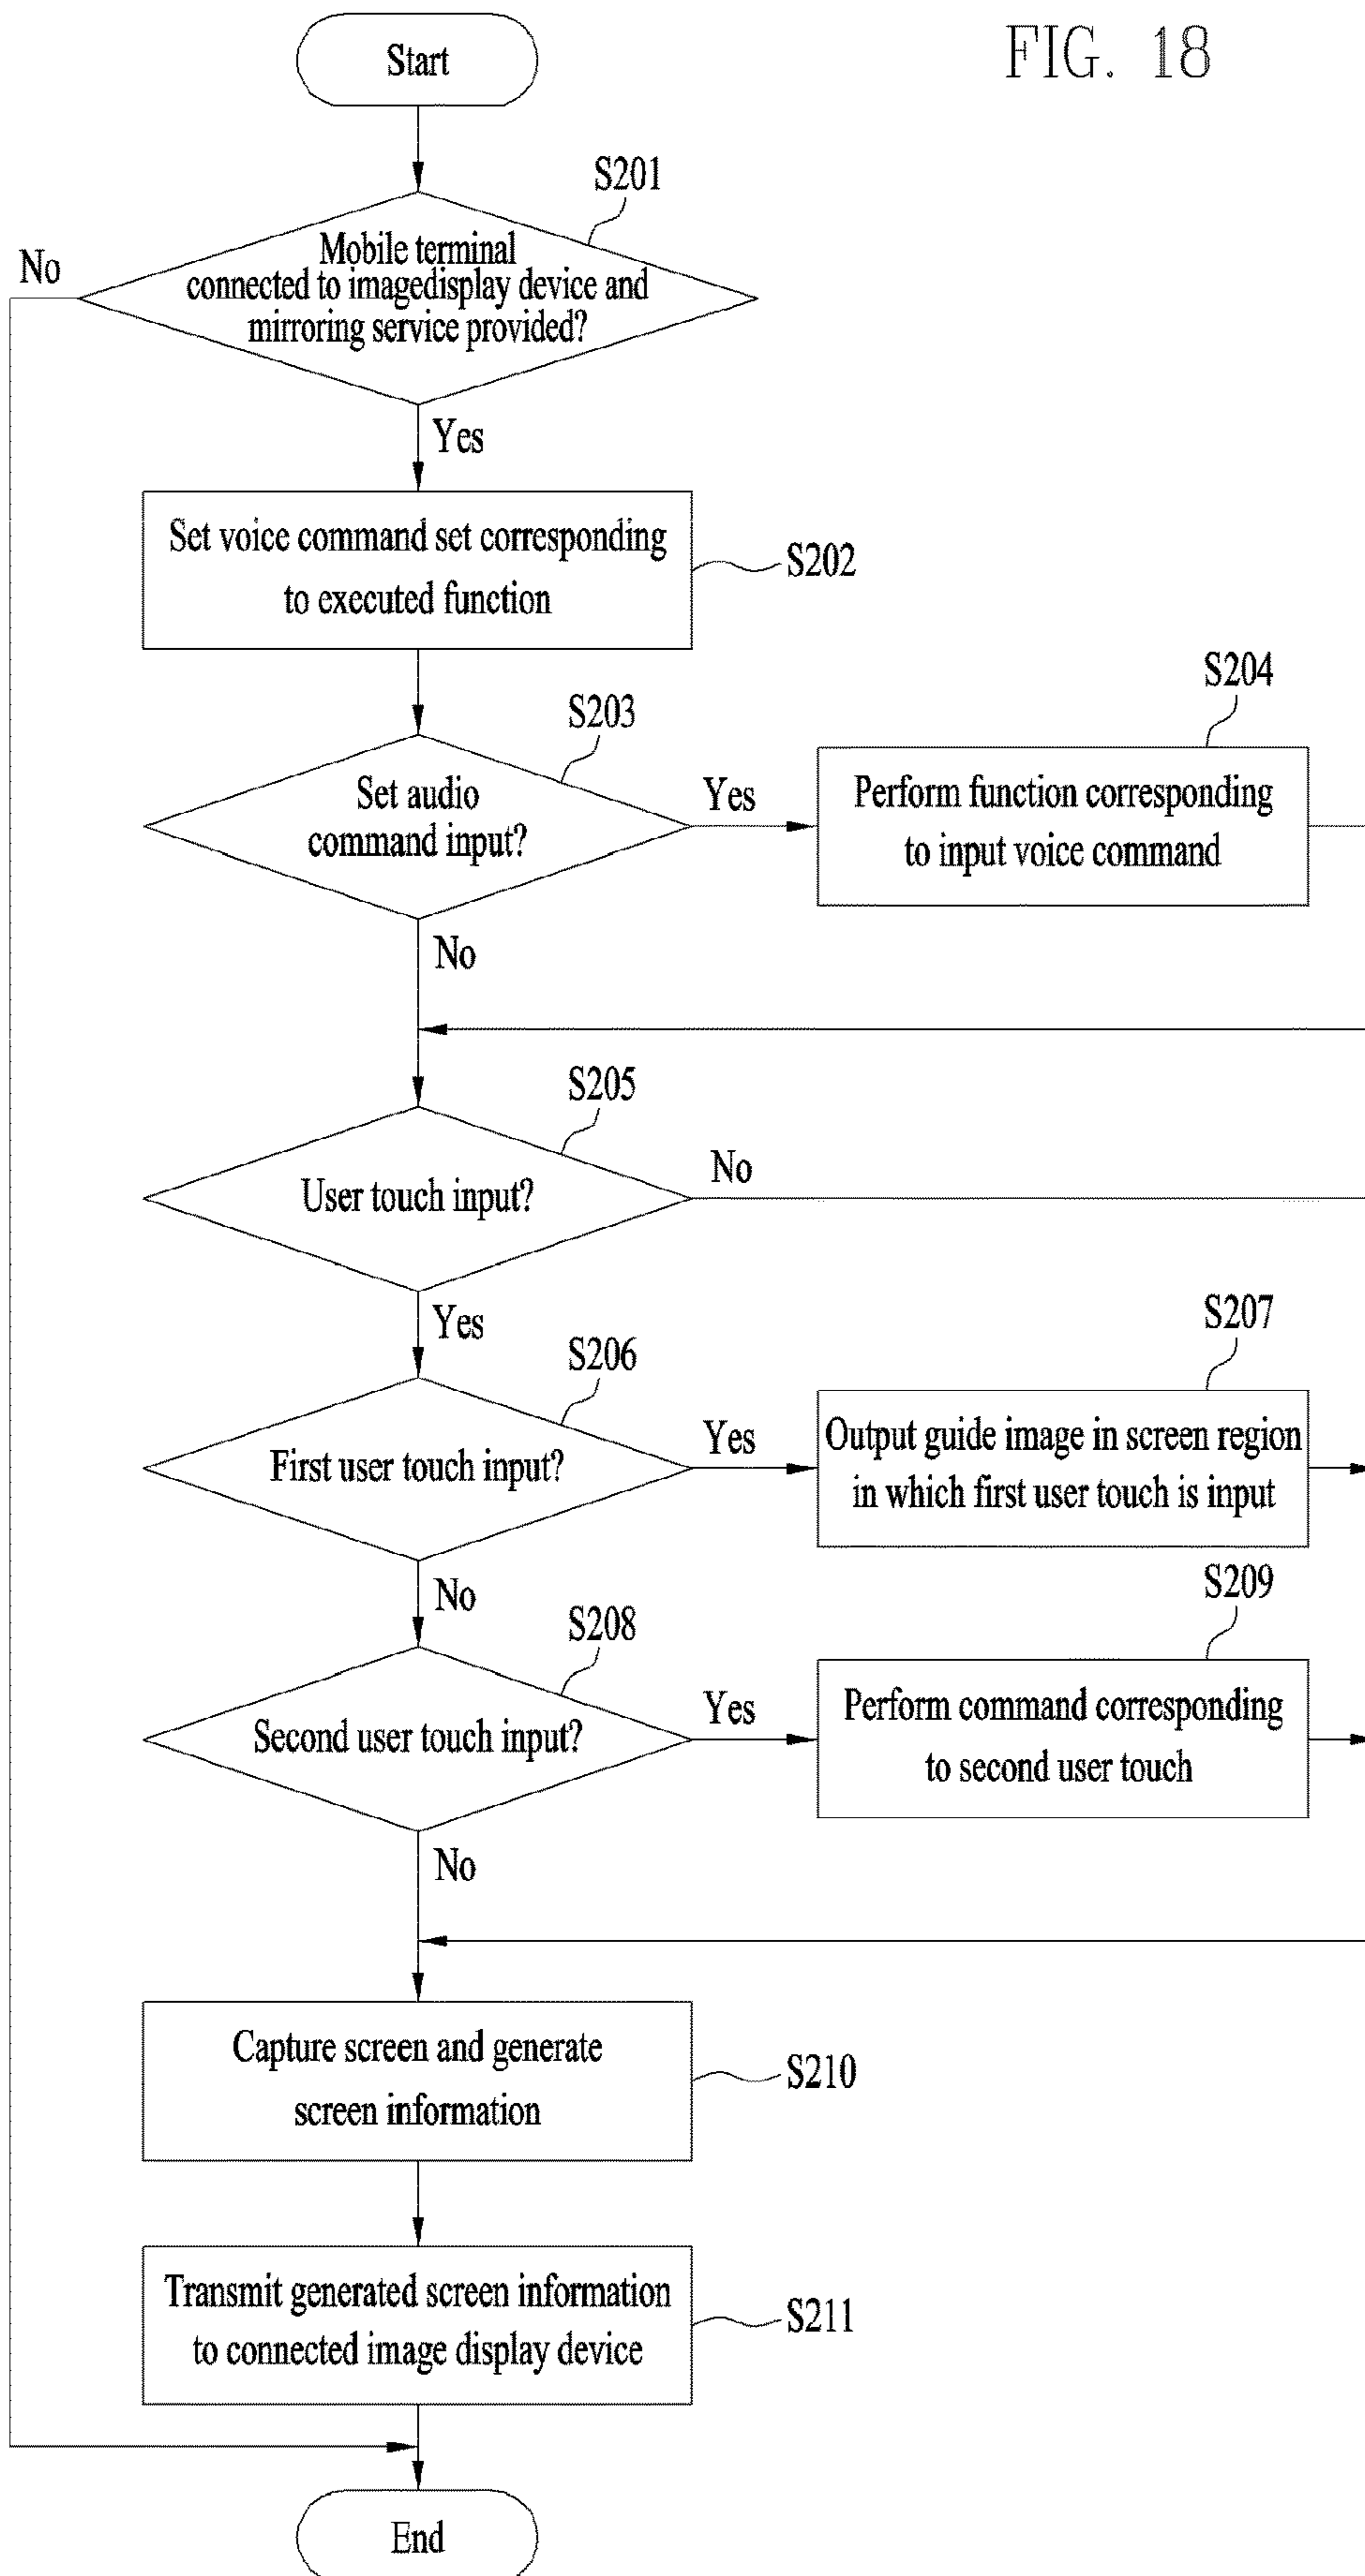 FIG. 18
Start
S201
No
Mobile terminal
connected to imagedisplay device and
mirroring service provided?
Yes
Set voice command set corresponding
to executed function
S202
S203
Set audio
command input?
Yes
S204
Perform function corresponding
to input voice command
No
S205
User touch input?
No
Yes
S206
First user touch input?
Yes
S207
Output guide image in screen region
in which first user touch is input
No
S208
Second user touch input?
Yes
S209
Perform command corresponding
to second user touch
No
Capture screen and generate
screen information
S210
Transmit generated screen information
to connected image display device
S211
End